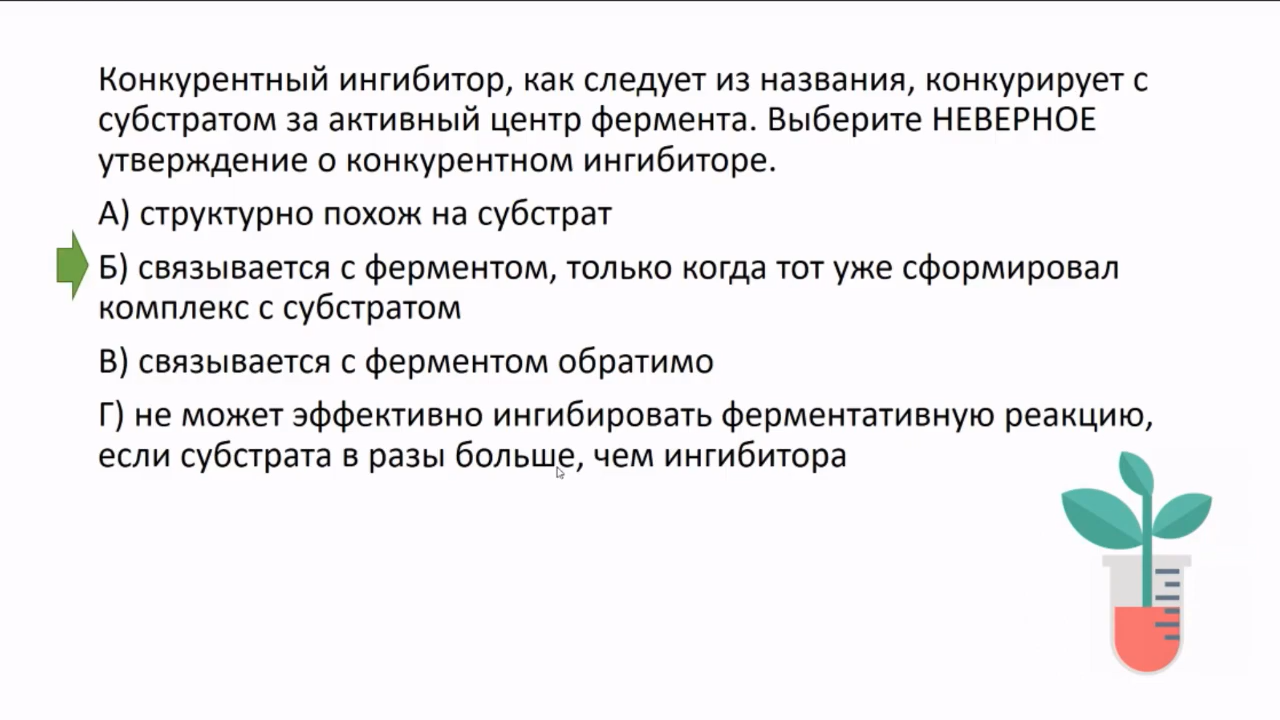 Конкурентный ингибитор, как следует из названия, конкурирует с
субстратом за активный центр фермента. Выберите НЕВЕРНОЕ
утверждение о конкурентном ингибиторе.
А) структурно похож на субстрат
Б) связывается с ферментом, только когда тот уже сформировал
комплекс с субстратом
В) связывается с ферментом обратимо
Г) не может эффективно ингибировать ферментативную реакцию,
если субстрата в разы больше, чем ингибитора